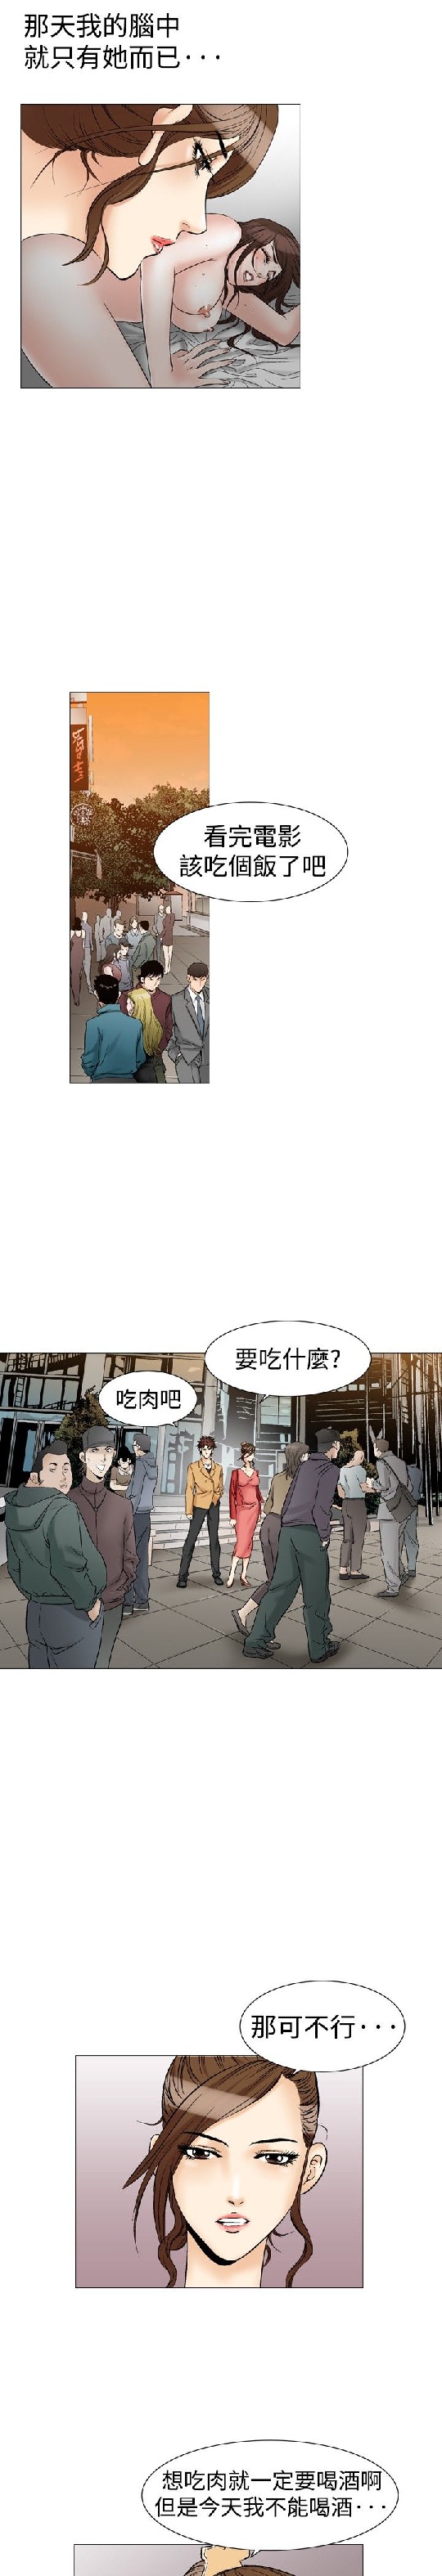 那天我的腦中
就只有她而已···
看完電影
該吃個飯了吧
要吃什麼?
吃肉吧
那可不行···
想吃肉就一定要喝酒啊
但是今天我不能喝酒···